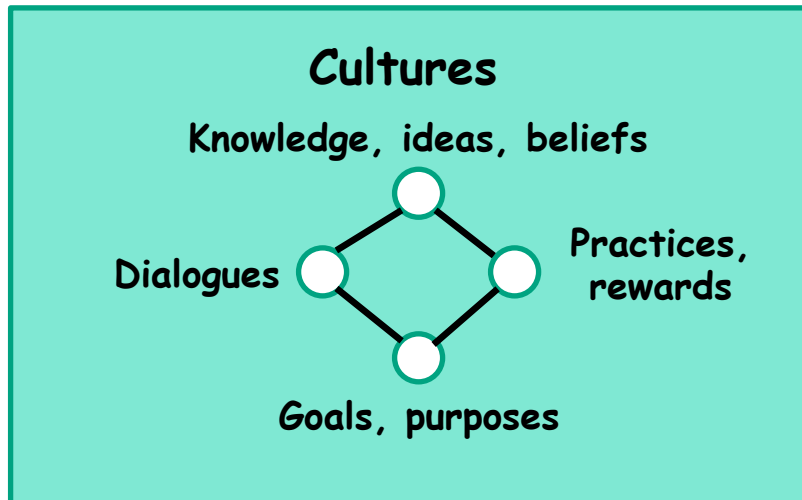 Cultures
Knowledge, ideas, beliefs
Dialogues
Practices,
rewards
Goals, purposes